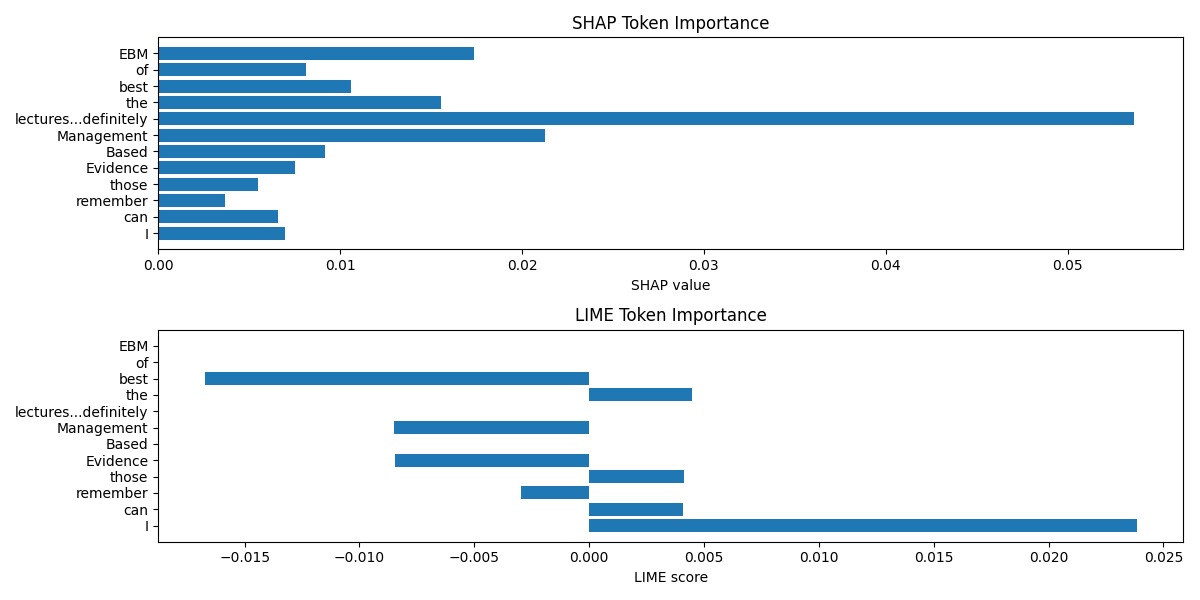 SHAP Token Importance
EBM
of
best
the
lectures...definitely
Management
Based
Evidence
those
remember
can
I
0.00 0.01 0.02 0.03 0.04 0.05
SHAP value
LIME Token Importance
EBM
of
best
the
lectures...definitely
Management
Based
Evidence
those
remember
can
I
−0.015 −0.010 −0.005 0.000 0.005 0.010 0.015 0.020 0.025
LIME score